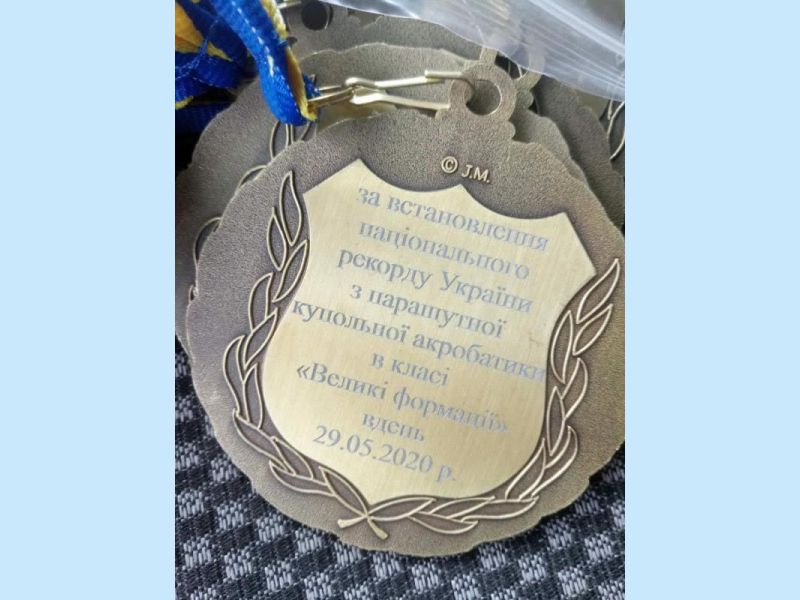 © J.M.
за встановлення
національного
рекорду України
з парашутної
купольної акробатики
в класі
«Великі формації»
вдень
29.05.2020 р.